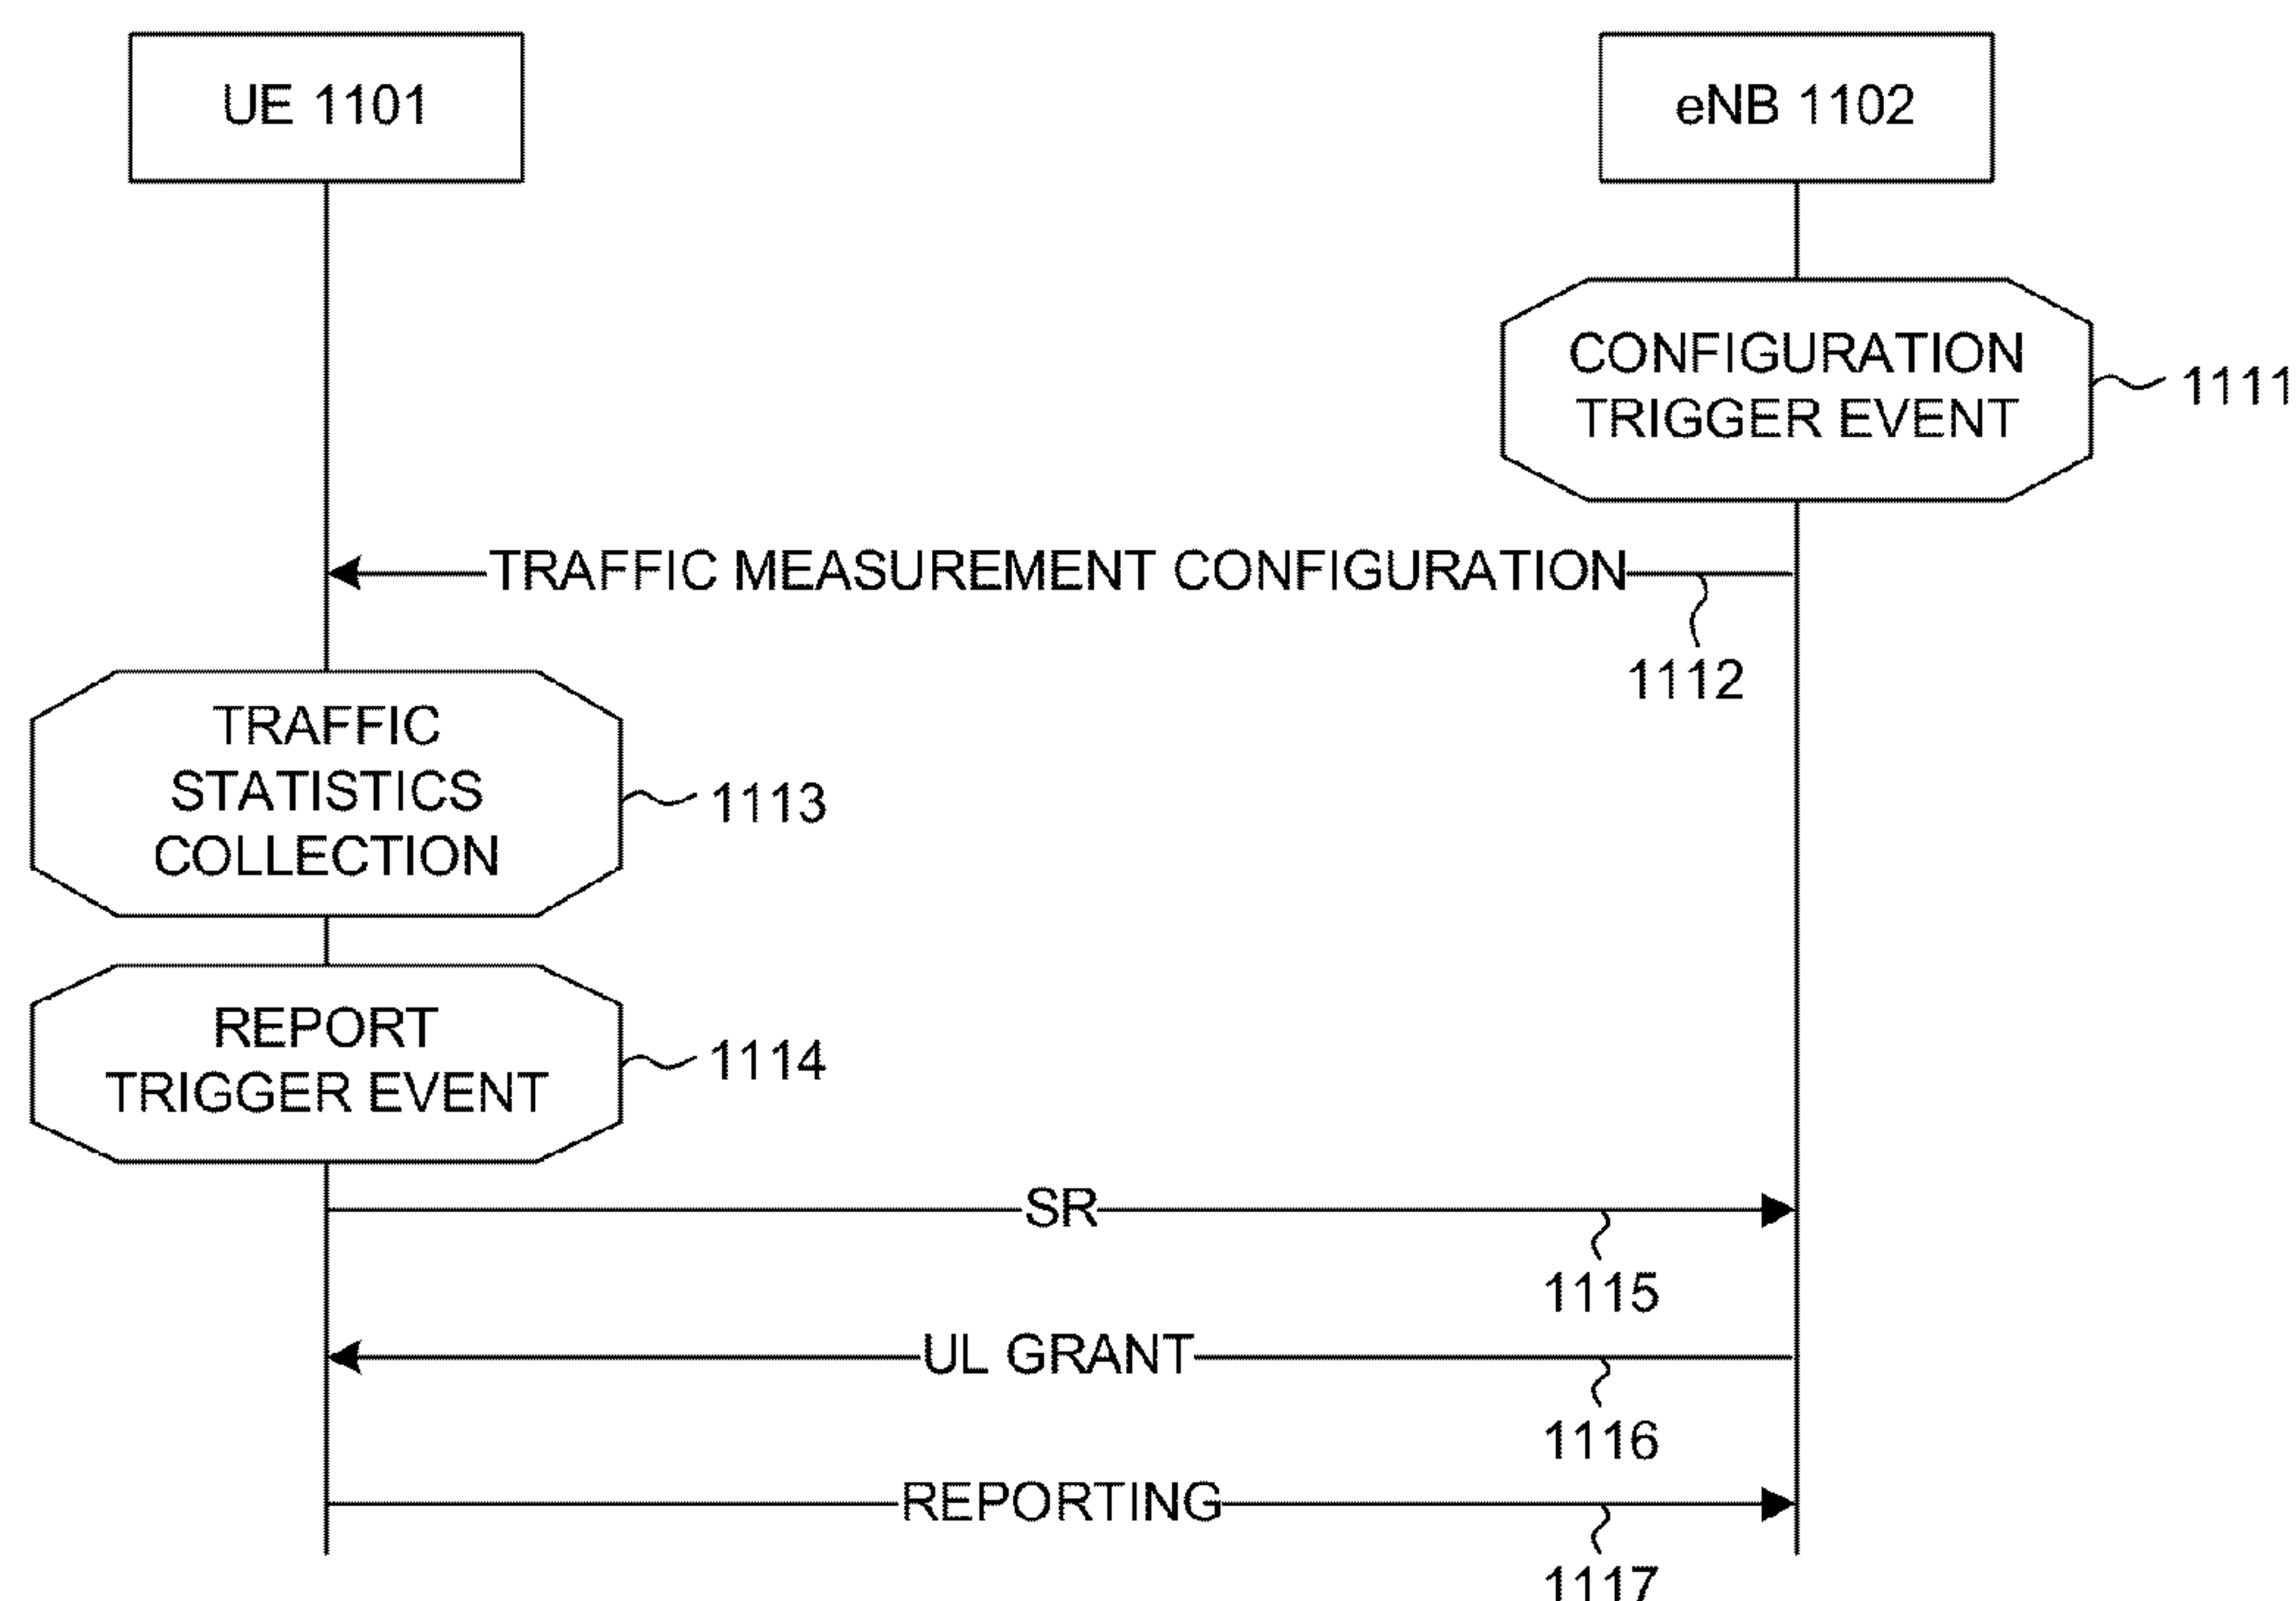 UE 1101
eNB 1102
CONFIGURATION
TRIGGER EVENT
1111
TRAFFIC MEASUREMENT CONFIGURATION
1112
TRAFFIC
STATISTICS
COLLECTION
1113
REPORT
TRIGGER EVENT
1114
SR
1115
UL GRANT
1116
REPORTING
1117